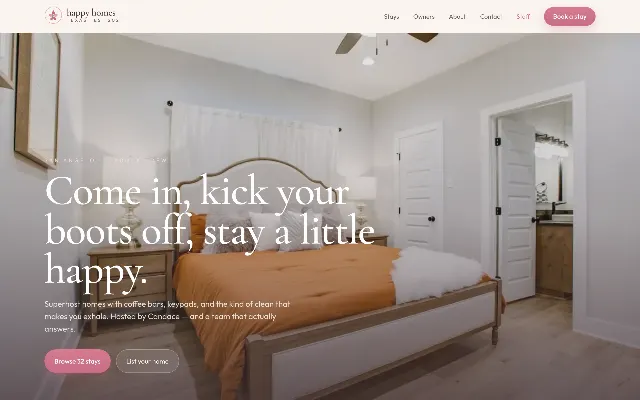 happy homes
Stays
Owners
About
Contact
Staff
Book a stay
Come in, kick your
boots off, stay a little
happy.
Superhost homes with coffee bars, keypads, and the kind of clean that
makes you exhale. Hosted by Candace — and a team that actually
answers.
Browse 32 stays
List your home